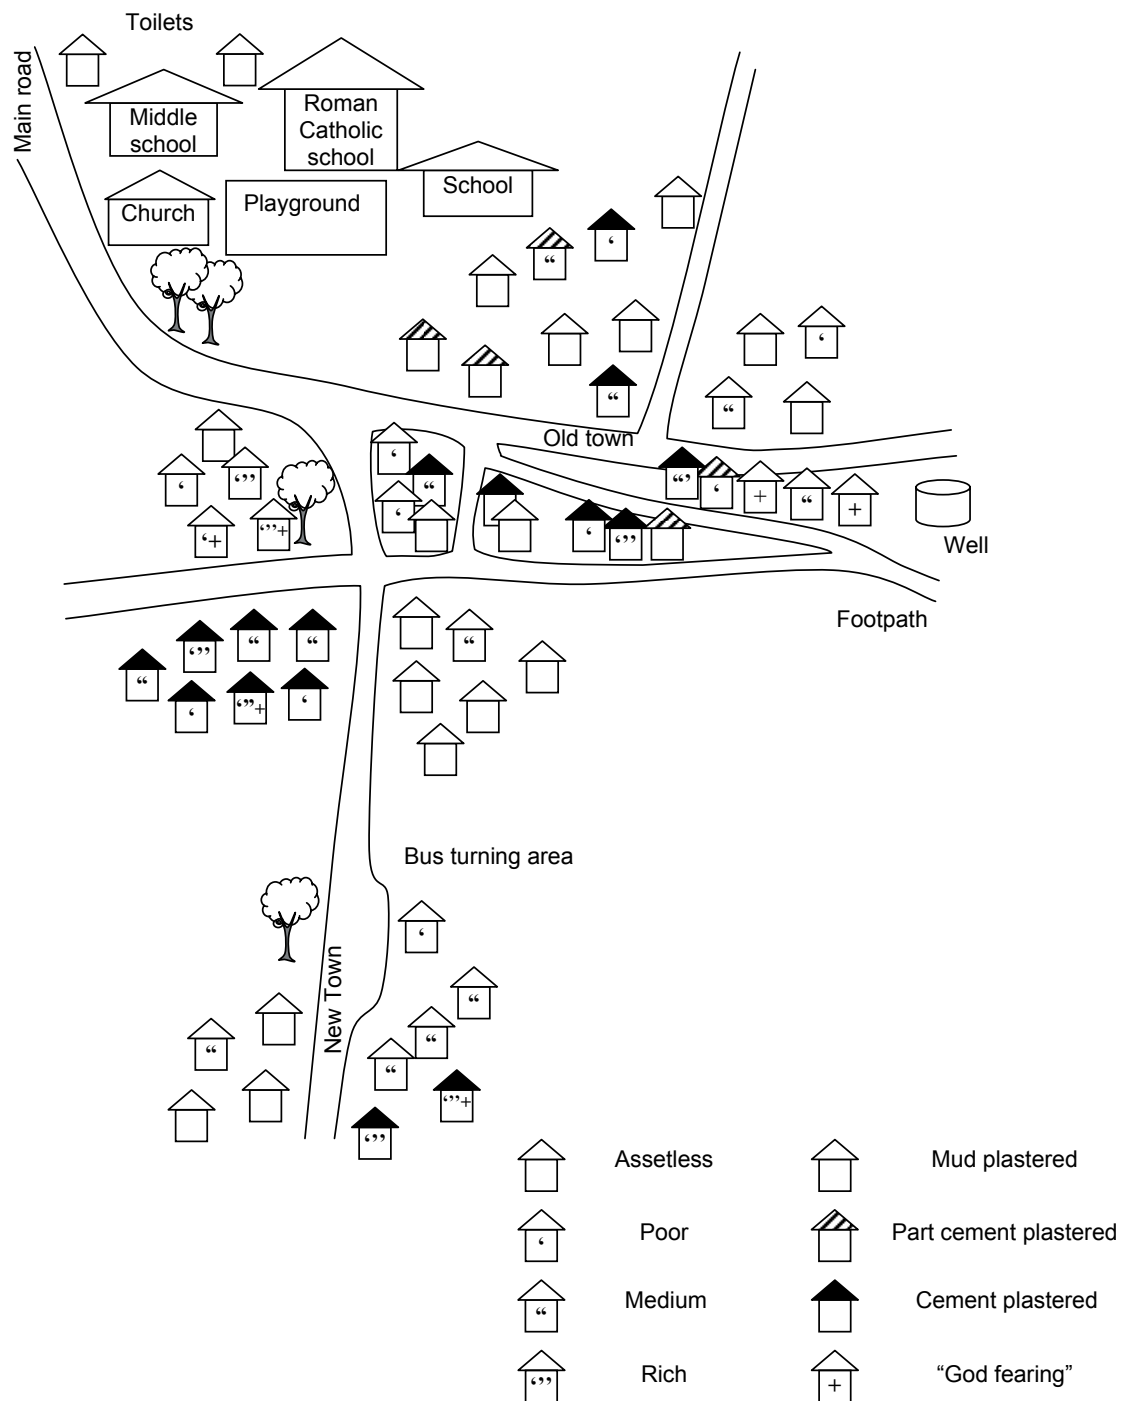 Toilets
Main road
Middle
school
Roman
Catholic
school
School
Church
Playground
Old town
Well
Footpath
Bus turning area
New Town
Assetless
Mud plastered
Poor
Part cement plastered
Medium
Cement plastered
Rich
“God fearing”